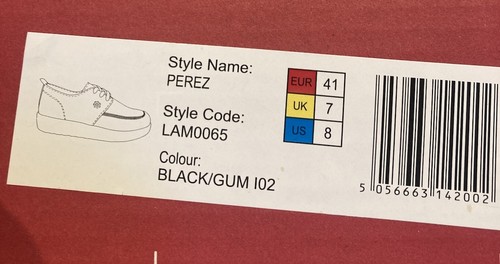 Style Name:
PEREZ
Style Code:
LAM0065
Colour:
BLACK/GUM I02
EUR 41
UK 7
US 8
5 056663 142002